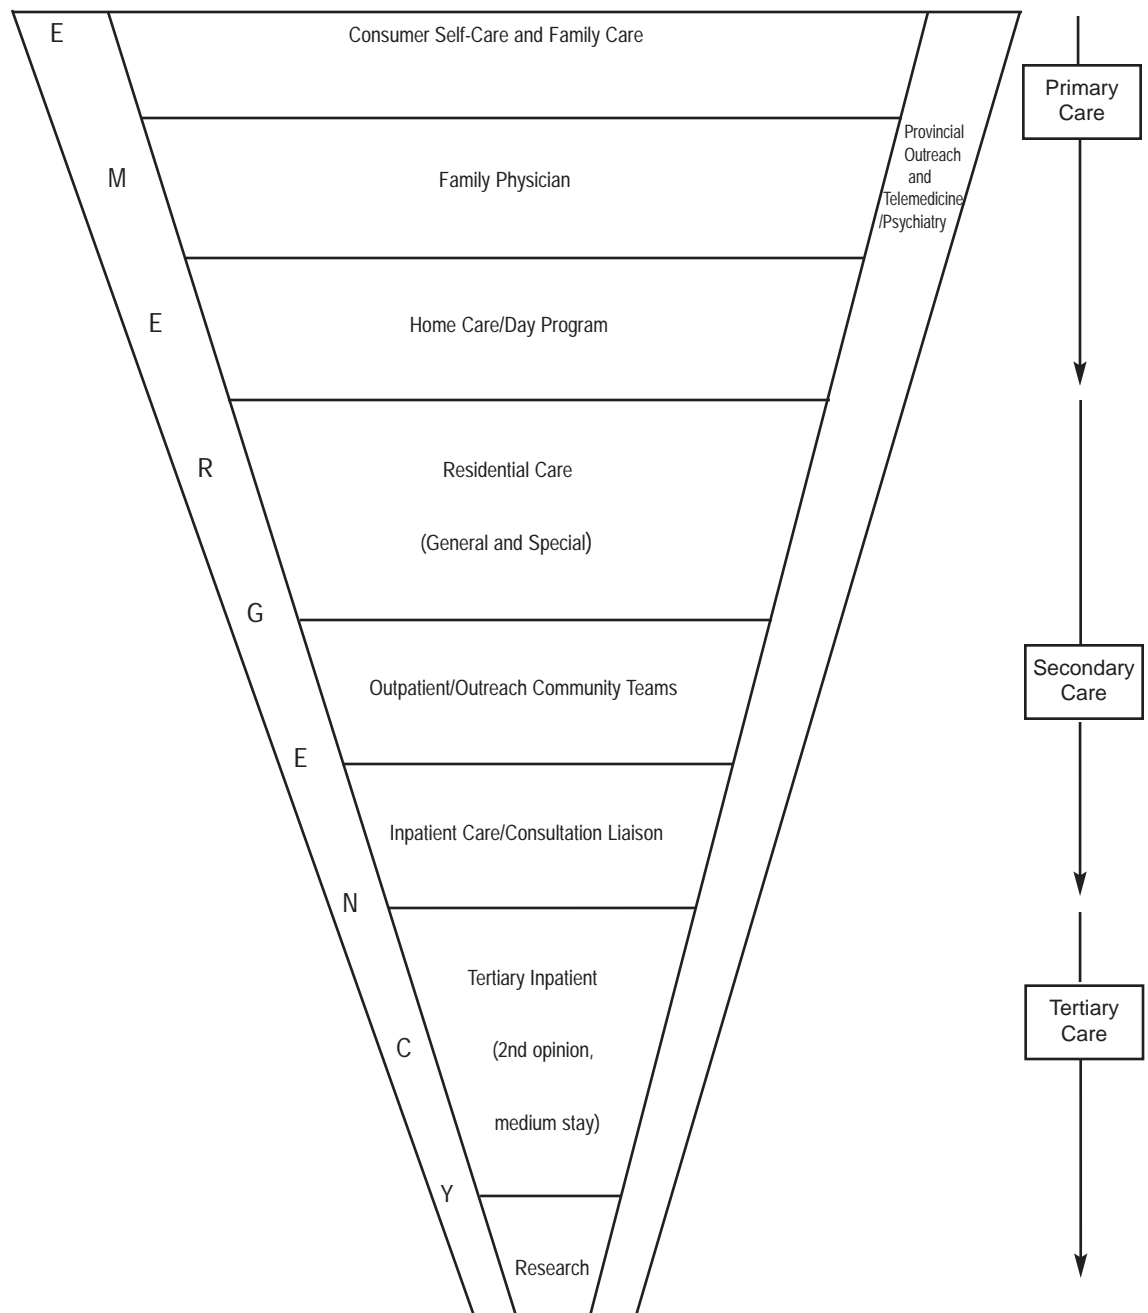 E
Consumer Self-Care and Family Care
Primary
Care
Provincial
Outreach
and
Telemedicine
/Psychiatry
M
Family Physician
E
Home Care/Day Program
R
Residential Care
(General and Special)
G
Outpatient/Outreach Community Teams
Secondary
Care
E
Inpatient Care/Consultation Liaison
N
Tertiary Inpatient
(2nd opinion,
medium stay)
Tertiary
Care
C
Y
Research